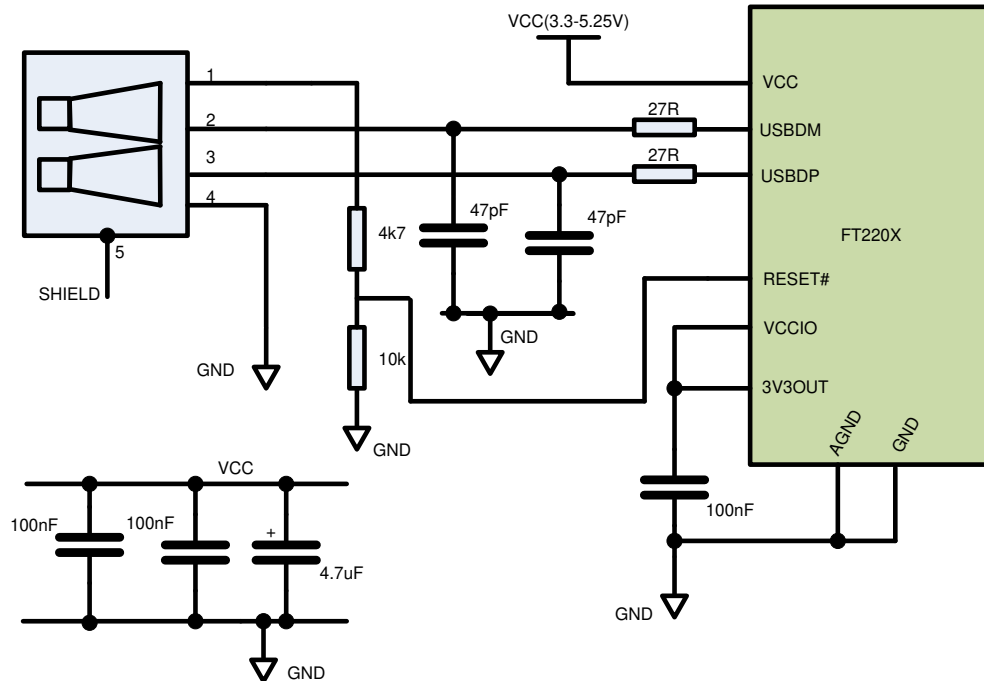 VCC(3.3-5.25V)
1
VCC
27R
2
USBDM
27R
3
USBDP
4
47pF
47pF
4k7
FT220X
5
SHIELD
RESET#
VCCIO
GND
10k
GND
3V3OUT
GND
AGND
GND
VCC
100nF
100nF
100nF
+
4.7uF
GND
GND